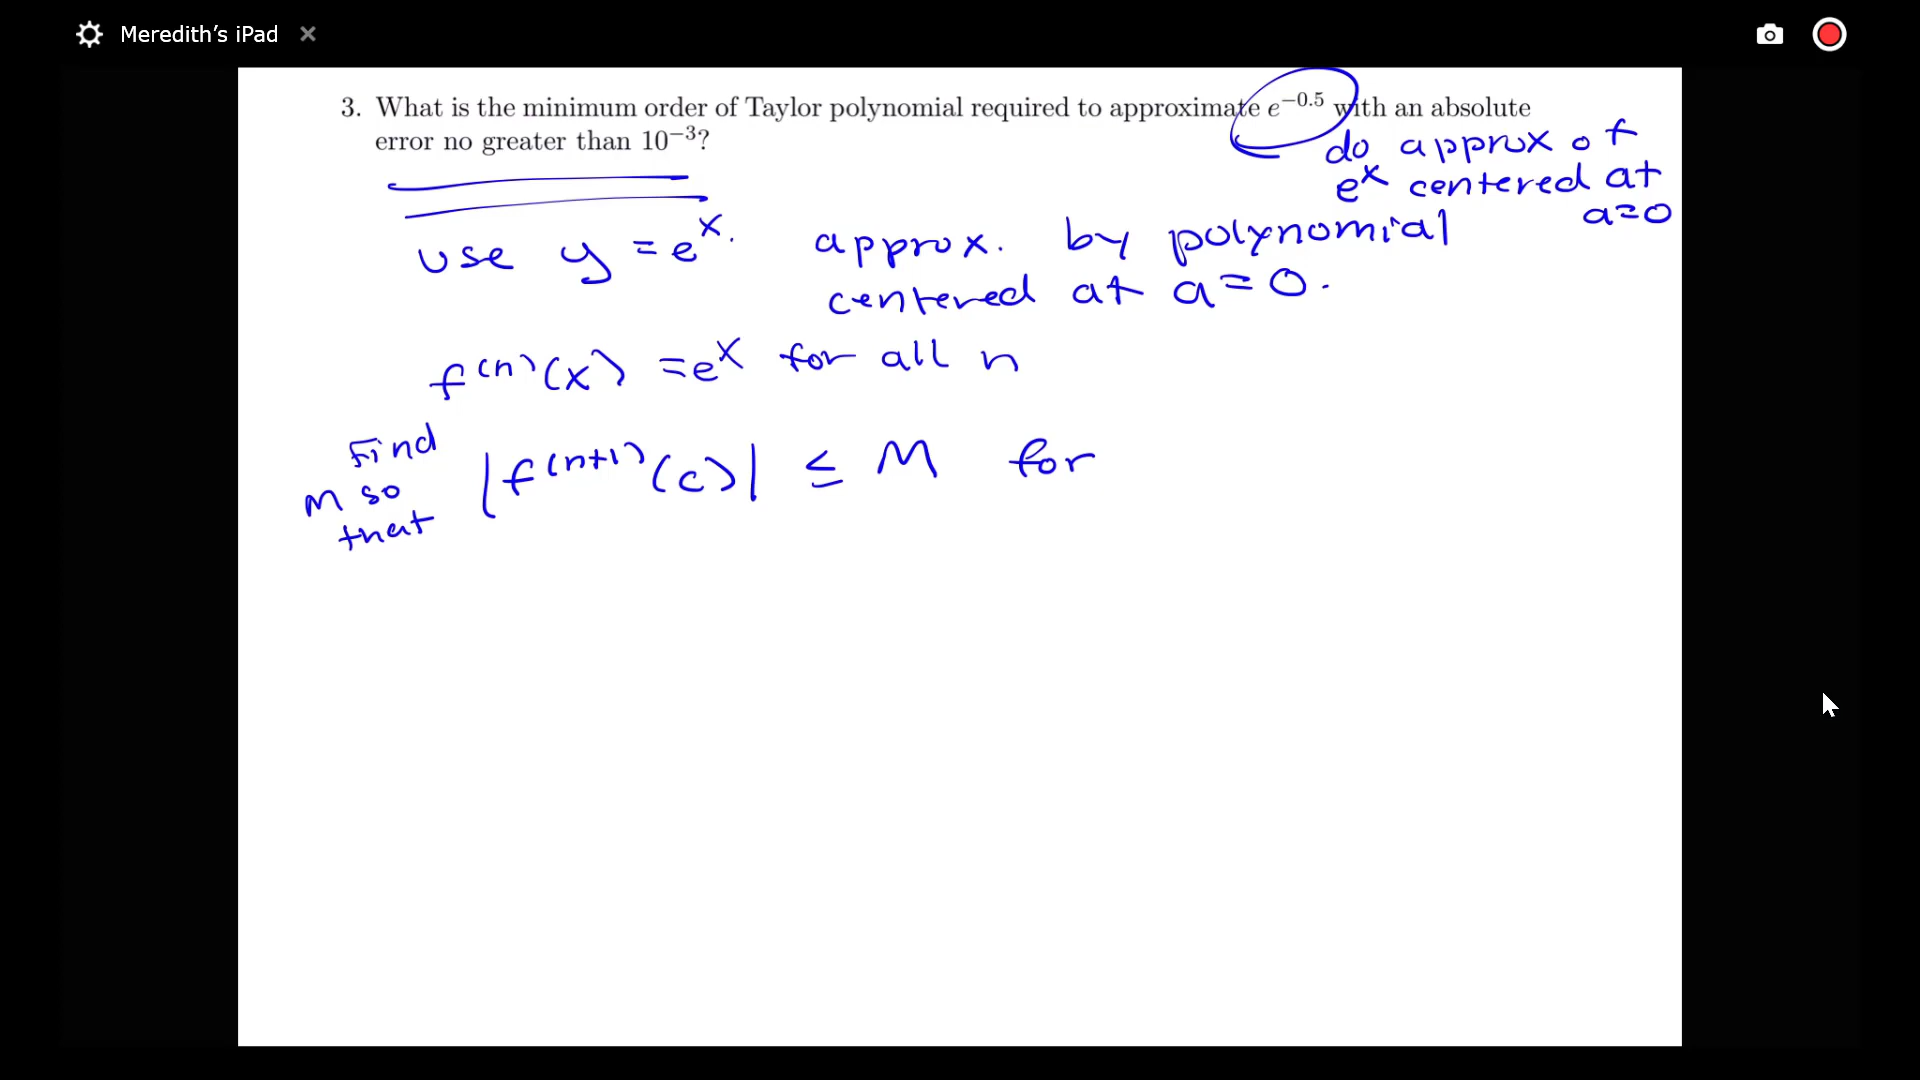 Meredith's iPad
3. What is the minimum order of Taylor polynomial required to approximate e^{−0.5} with an absolute
error no greater than 10^{−3}?
do approx of
e^x centered at
a=0
use y = e^x. approx. by polynomial
centered at a=0.
f^{(n)}(x) = e^x for all n
Find
M so
that
|f^{(n+1)}(c)| ≤ M for